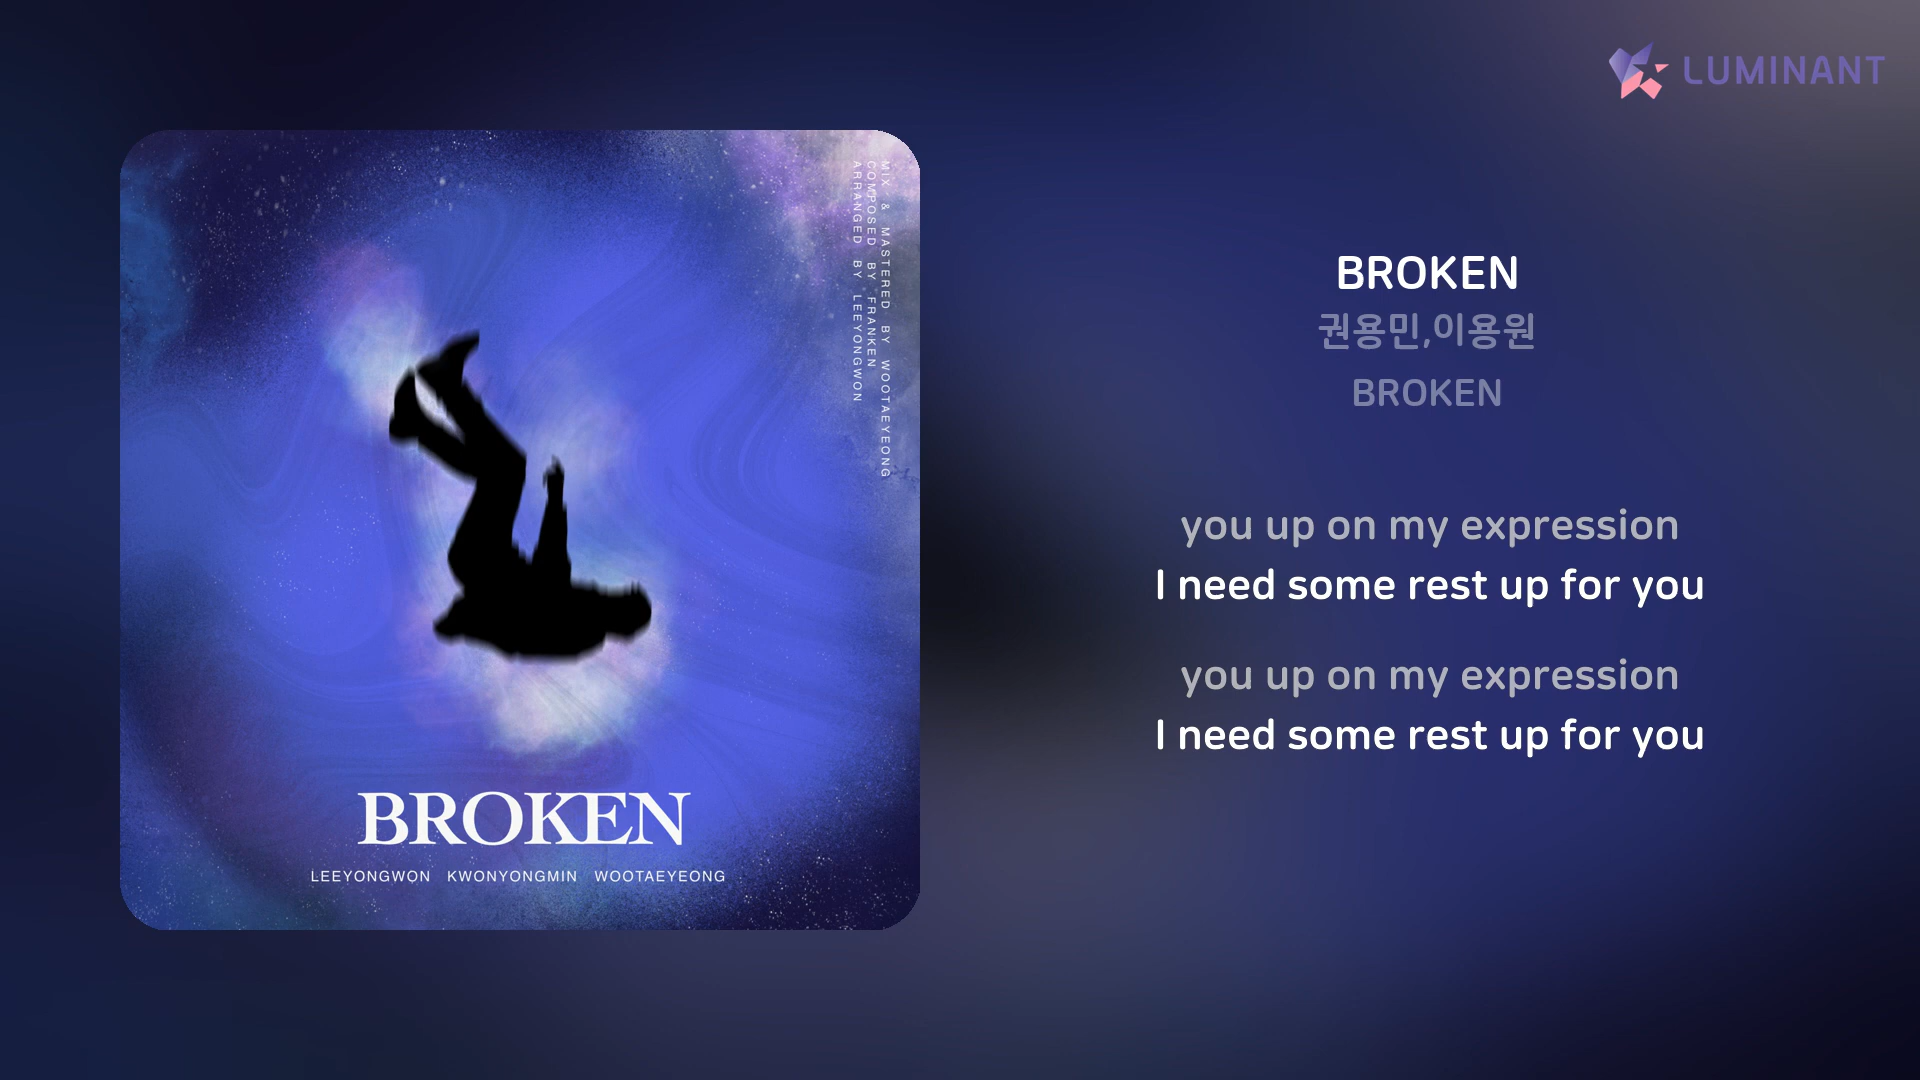 LUMINANT
MIX & MASTERED BY WOOTAEYEONG
COMPOSED BY FRANKEN
ARRANGED BY LEEYONGWON
BROKEN
LEEYONGWON KWONYONGMIN WOOTAEYEONG
BROKEN
권용민,이용원
BROKEN
you up on my expression
I need some rest up for you
you up on my expression
I need some rest up for you